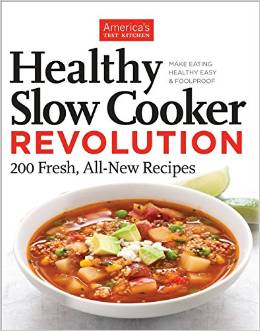 America's
TEST KITCHEN
Healthy
MAKE EATING
HEALTHY EASY &
FOOLPROOF
Slow Cooker
REVOLUTION
200 Fresh, All-New Recipes